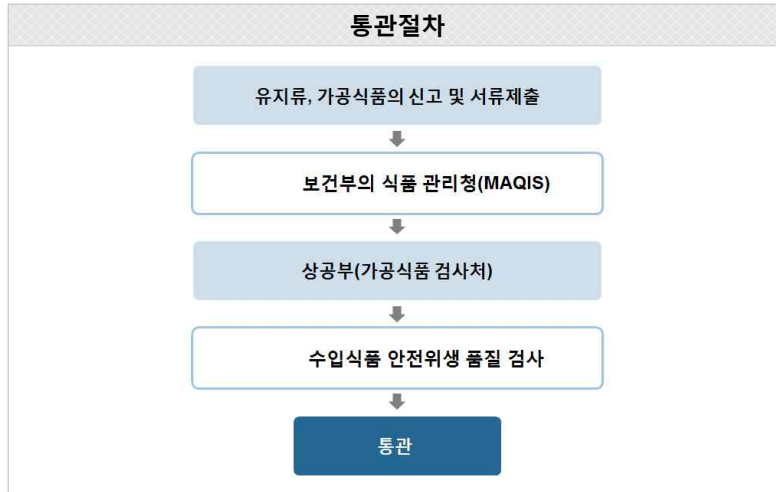 통관절차
유지류, 가공식품의 신고 및 서류제출
보건부의 식품 관리청(MAQIS)
상공부(가공식품 검사처)
수입식품 안전위생 품질 검사
통관